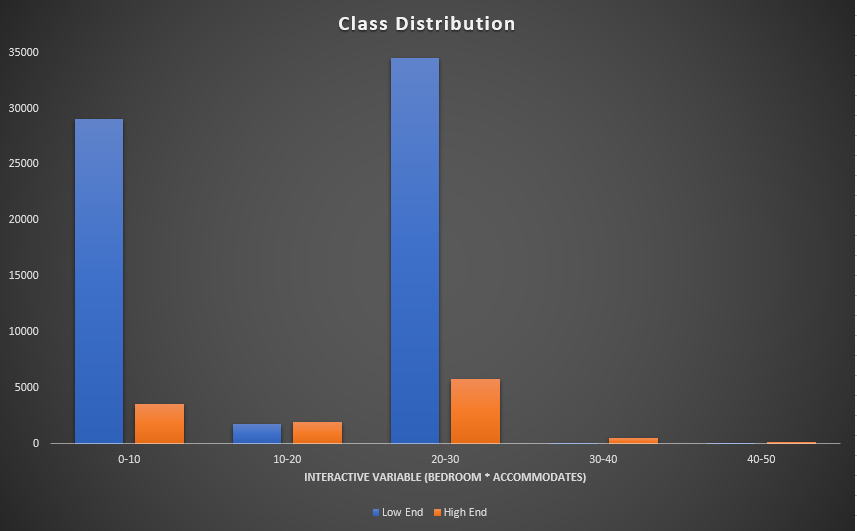 Class Distribution
35000
30000
25000
20000
15000
10000
5000
0
0-10 10-20 20-30 30-40 40-50
INTERACTIVE VARIABLE (BEDROOM * ACCOMMODATES)
Low End High End